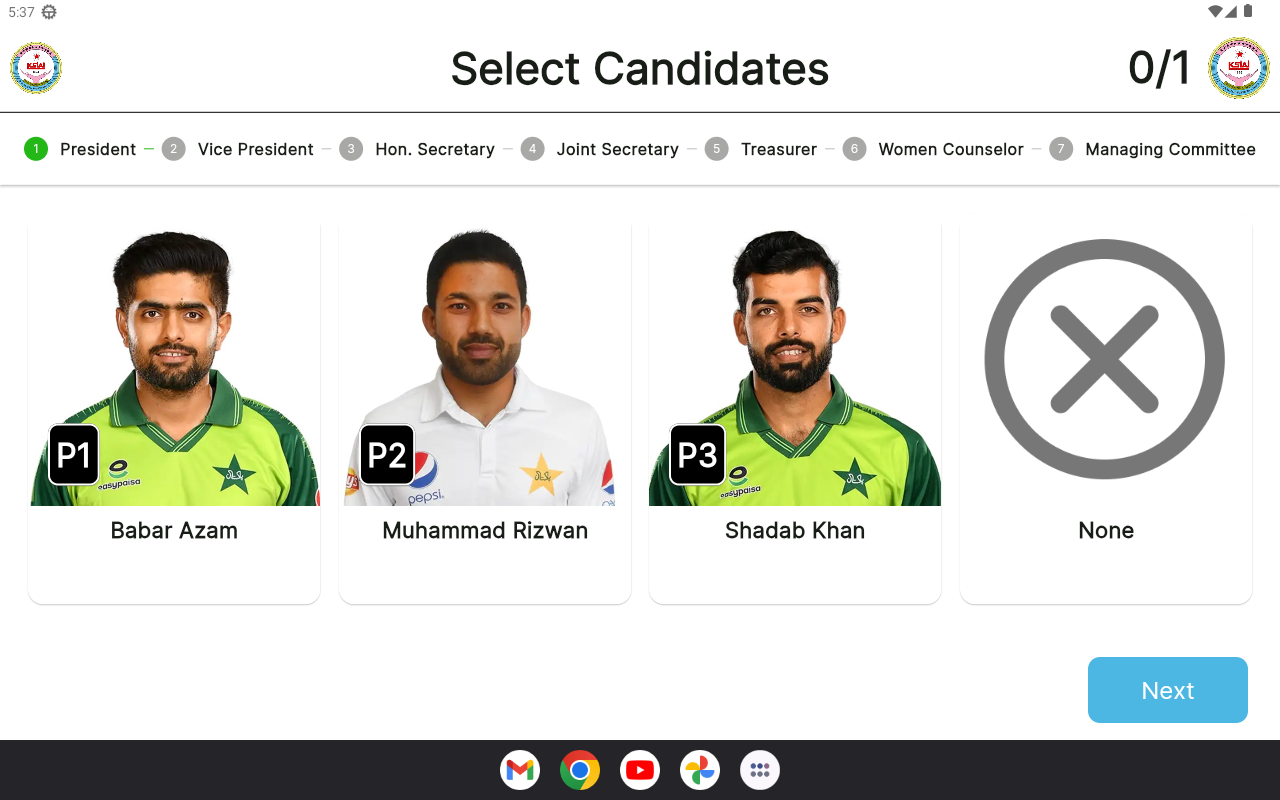 5:37
Select Candidates
0/1
1 President 2 Vice President 3 Hon. Secretary 4 Joint Secretary 5 Treasurer 6 Women Counselor 7 Managing Committee
P1
easypaisa
P2
pepsi.
P3
easypaisa
Babar Azam
Muhammad Rizwan
Shadab Khan
None
Next